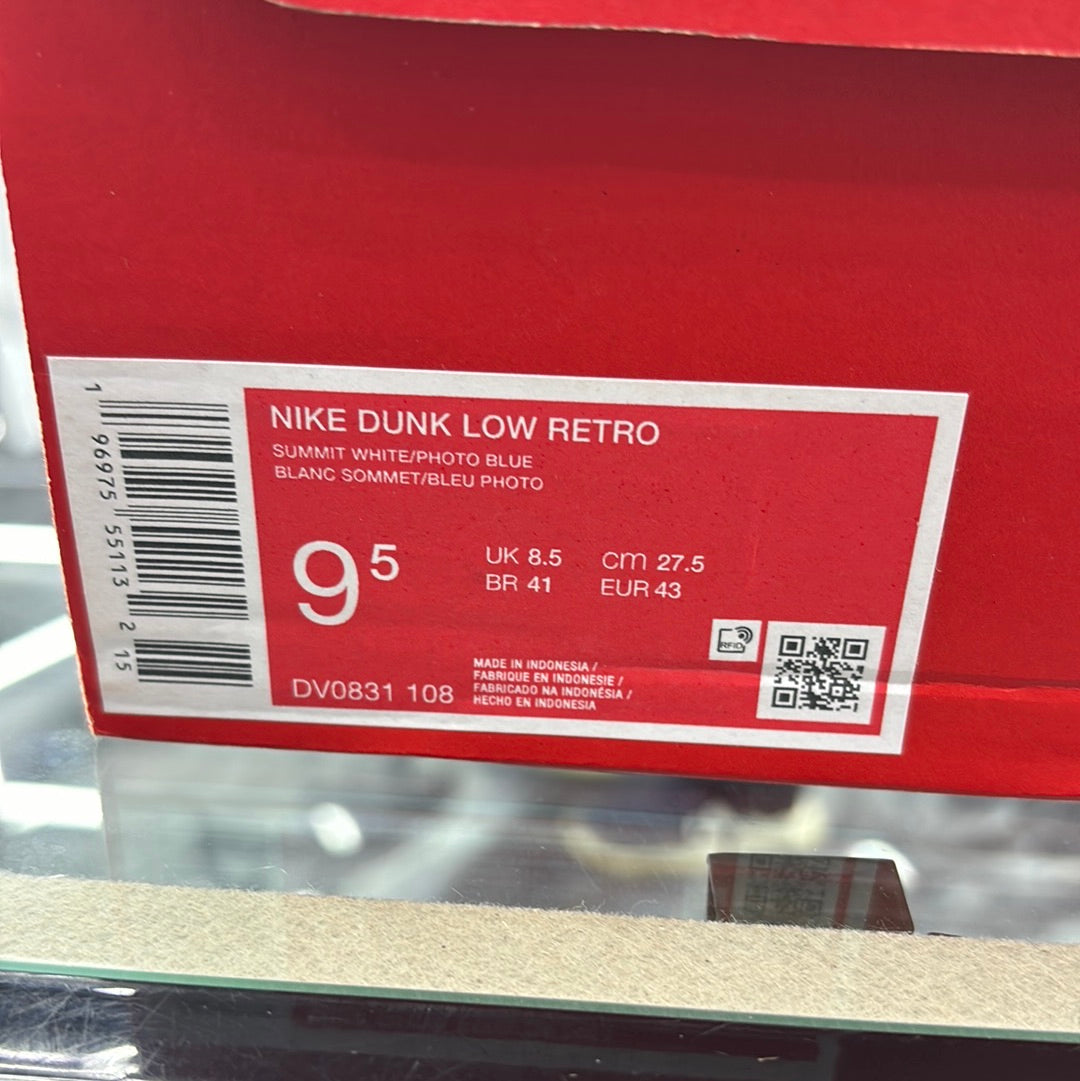 NIKE DUNK LOW RETRO
SUMMIT WHITE/PHOTO BLUE
BLANC SOMMET/BLEU PHOTO
9 5
UK 8.5 cm 27.5
BR 41 EUR 43
RFID
MADE IN INDONESIA /
FABRIQUE EN INDONESIE /
FABRICADO NA INDONÉSIA /
HECHO EN INDONESIA
DV0831 108
1 96975 55113 2 15